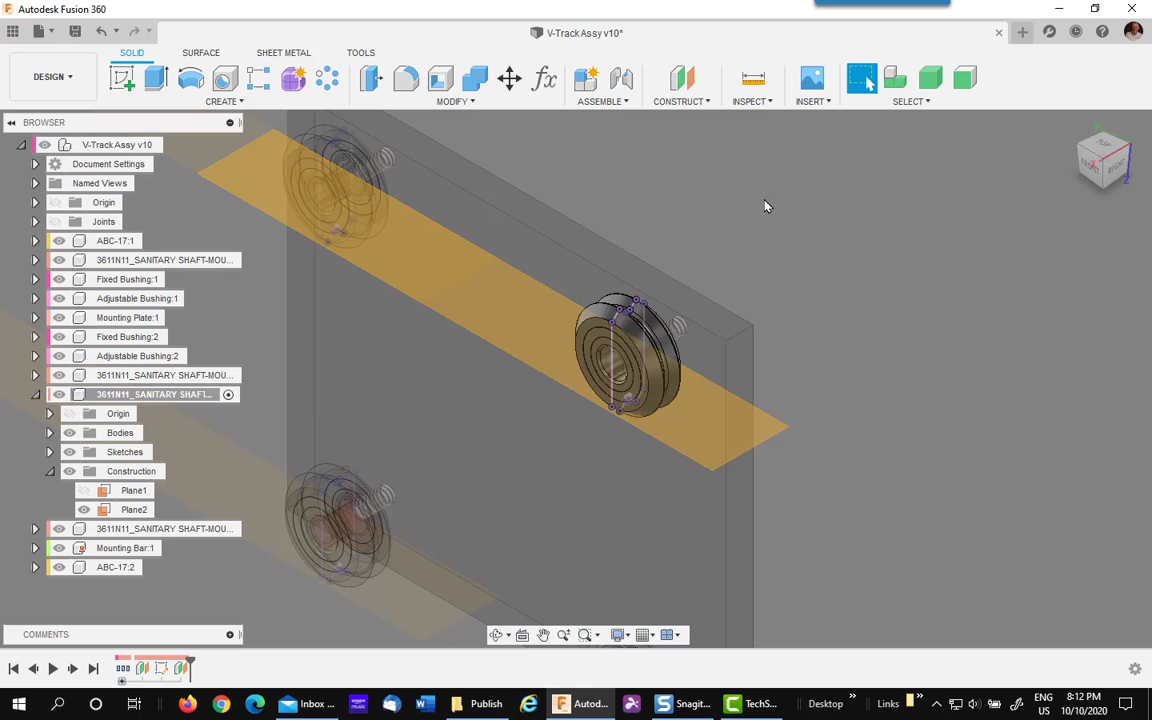 Autodesk Fusion 360
V-Track Assy v10*
SOLID
SURFACE
SHEET METAL
TOOLS
DESIGN
CREATE
MODIFY
ASSEMBLE
CONSTRUCT
INSPECT
INSERT
SELECT
BROWSER
V-Track Assy v10
Document Settings
Named Views
Origin
Joints
ABC-17:1
3611N11_SANITARY SHAFT-MOU...
Fixed Bushing:1
Adjustable Bushing:1
Mounting Plate:1
Fixed Bushing:2
Adjustable Bushing:2
3611N11_SANITARY SHAFT-MOU...
3611N11_SANITARY SHAFT...
Origin
Bodies
Sketches
Construction
Plane1
Plane2
3611N11_SANITARY SHAFT-MOU...
Mounting Bar:1
ABC-17:2
TOP
FRONT
RIGHT
X
Y
Z
COMMENTS
Inbox ...
Publish
Autod...
Snagit...
TechS...
Desktop
Links
ENG
US
8:12 PM
10/10/2020